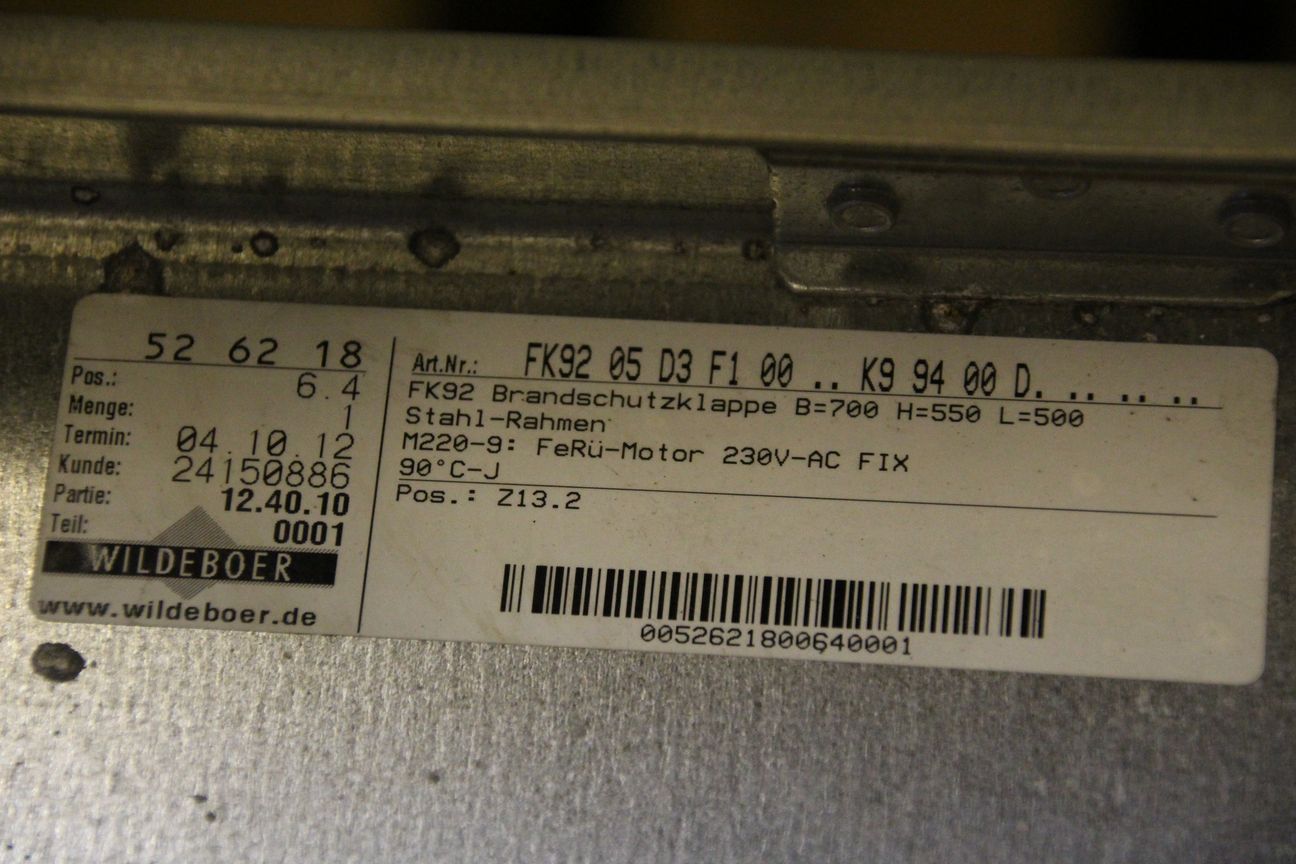 52 62 18
Pos.: 6.4
Menge: 1
Termin: 04.10.12
Kunde: 24150886
Partie: 12.40.10
Teil: 0001
WILDEBOER
www.wildeboer.de
Art.Nr.: FK92 05 D3 F1 00 .. K9 94 00 D. .. .. ..
FK92 Brandschutzklappe B=700 H=550 L=500
Stahl-Rahmen
M220-9: FeRü-Motor 230V-AC FIX
90°C-J
Pos.: Z13.2
0052621800640001